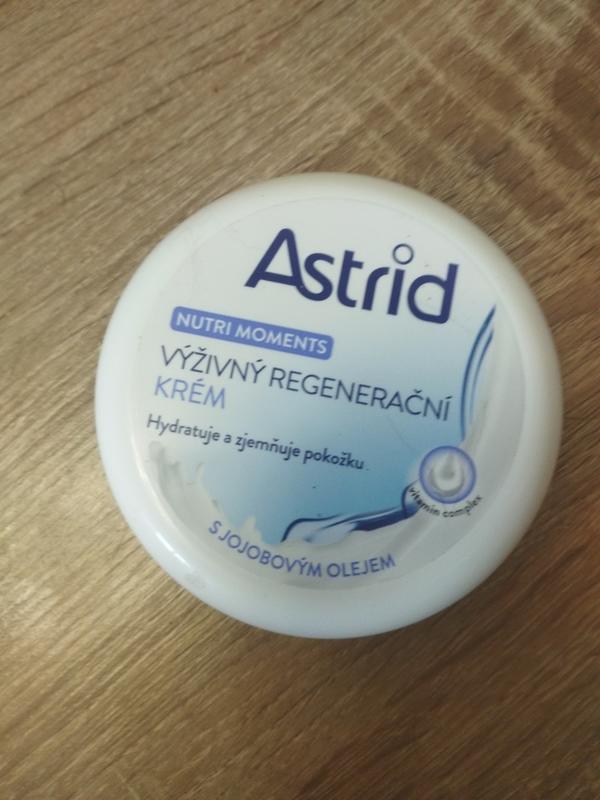 Astrid
NUTRI MOMENTS
VÝŽIVNÝ REGENERAČNÍ
KRÉM
Hydratuje a zjemňuje pokožku
vitamin complex
S JOJOBOVÝM OLEJEM